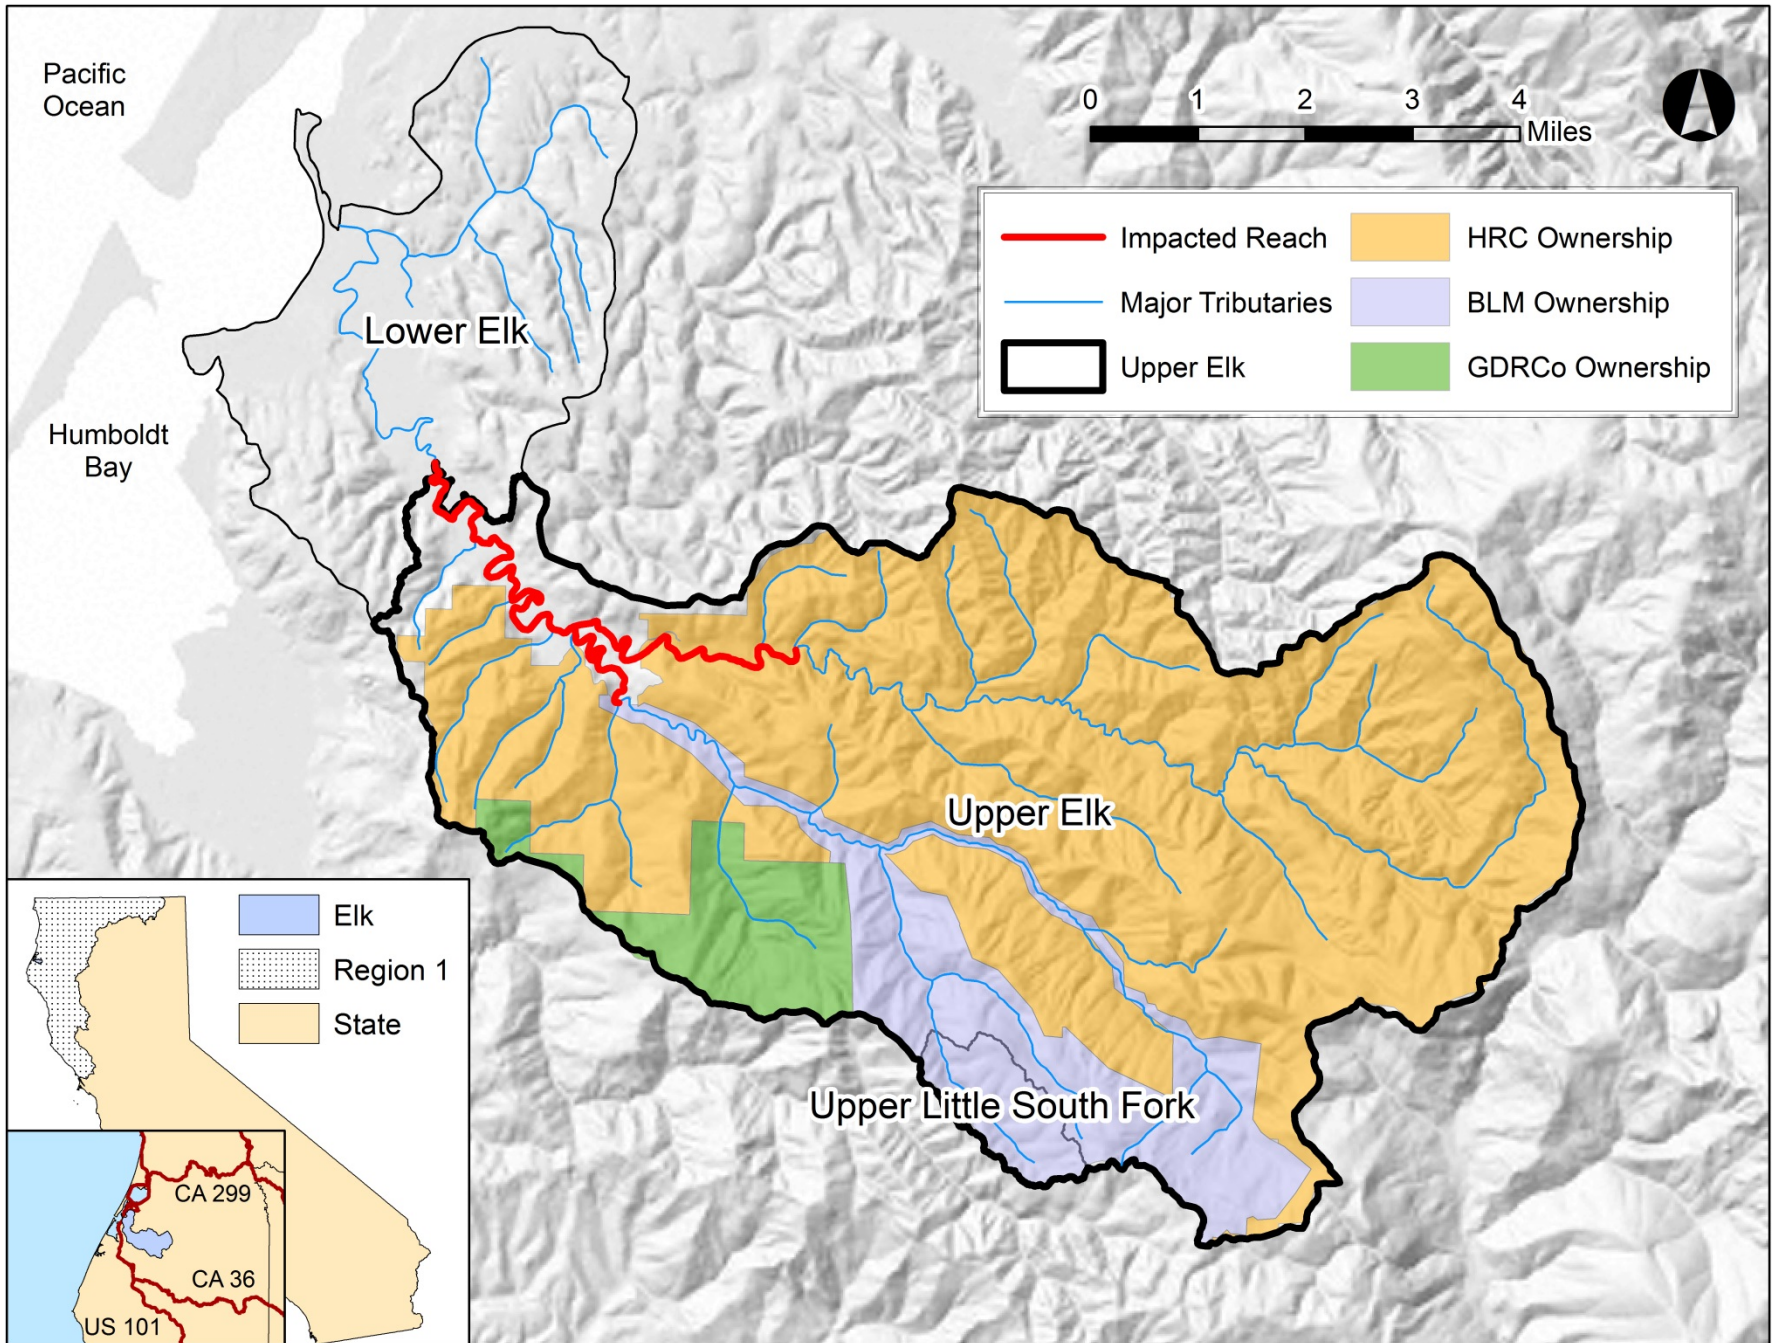 Pacific
Ocean
0 1 2 3 4
Miles
Impacted Reach
HRC Ownership
Major Tributaries
BLM Ownership
Upper Elk
GDRCo Ownership
Lower Elk
Humboldt
Bay
Upper Elk
Upper Little South Fork
Elk
Region 1
State
CA 299
CA 36
US 101